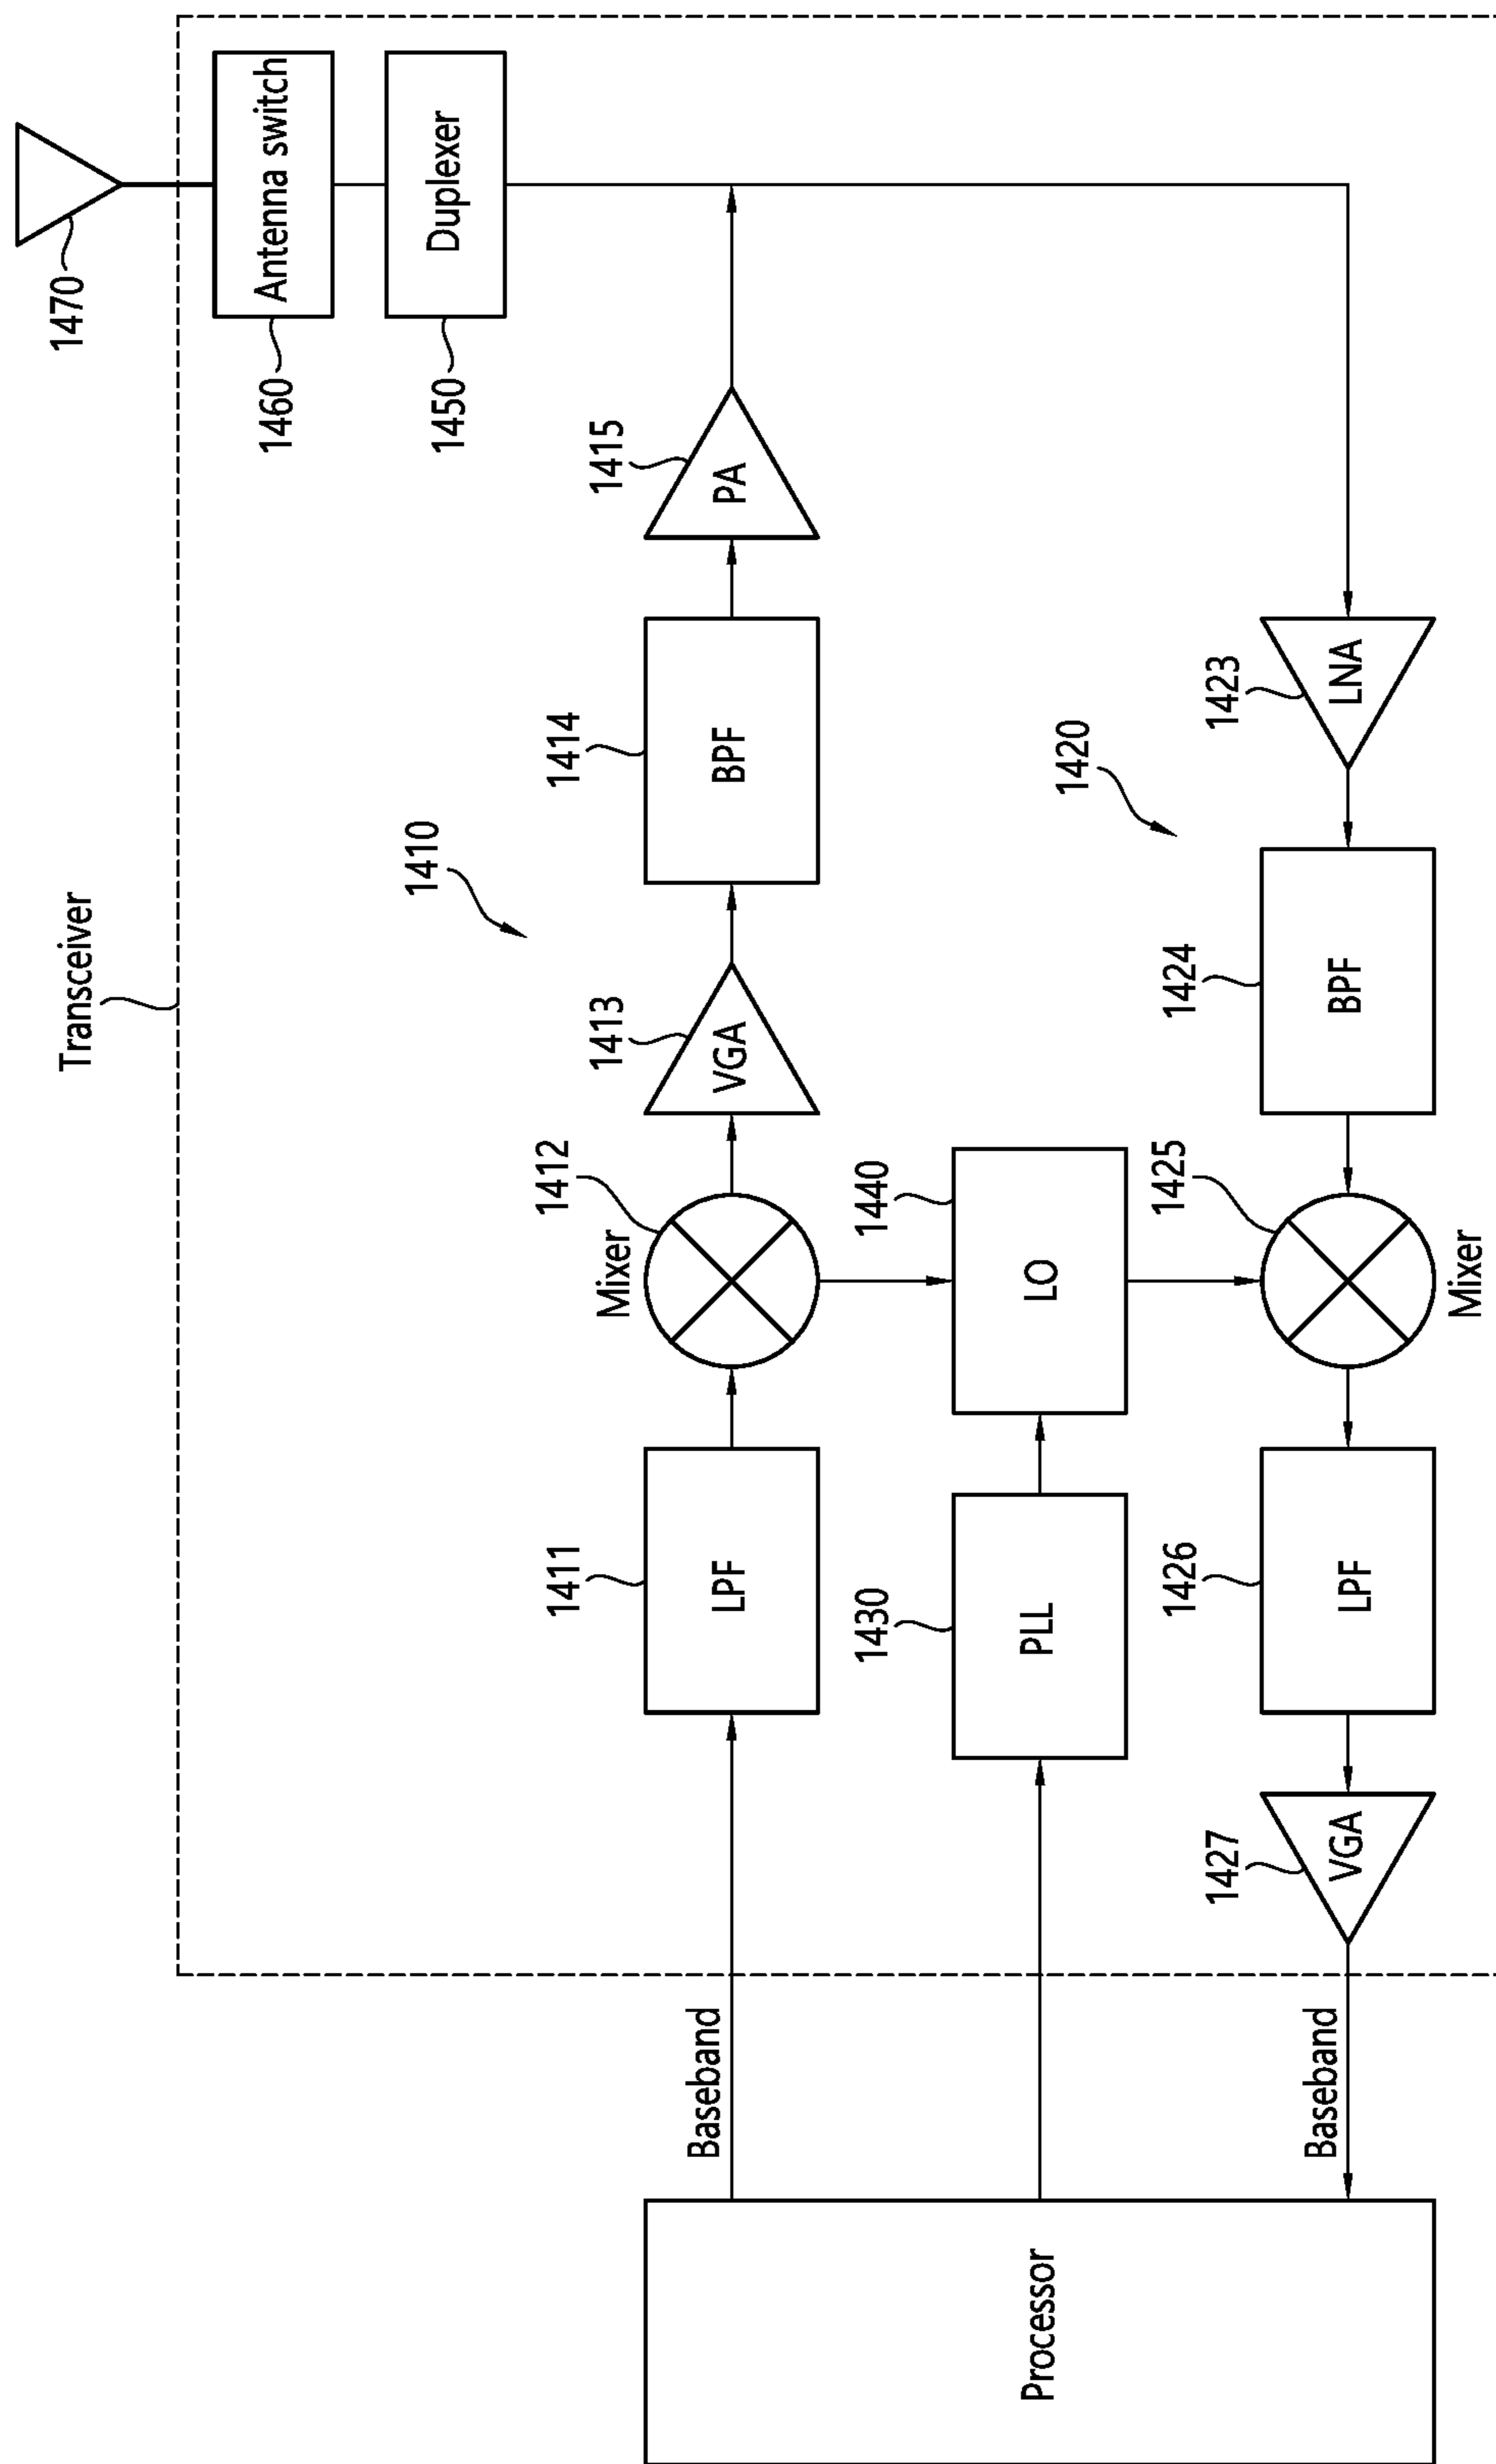 Transceiver
1470
Antenna switch
1460
Duplexer
1450
1410
1411
LPF
1412
Mixer
1413
VGA
1414
BPF
1415
PA
Baseband
Processor
1430
PLL
1440
LO
1420
1423
LNA
1424
BPF
1425
Mixer
1426
LPF
1427
VGA
Baseband